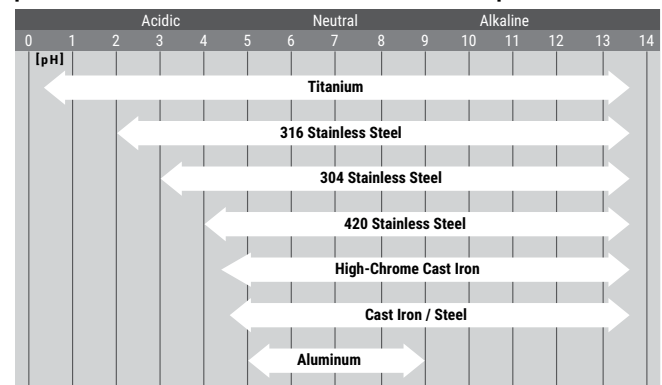 Acidic Neutral Alkaline
0 1 2 3 4 5 6 7 8 9 10 11 12 13 14
[pH]
Titanium
316 Stainless Steel
304 Stainless Steel
420 Stainless Steel
High-Chrome Cast Iron
Cast Iron / Steel
Aluminum